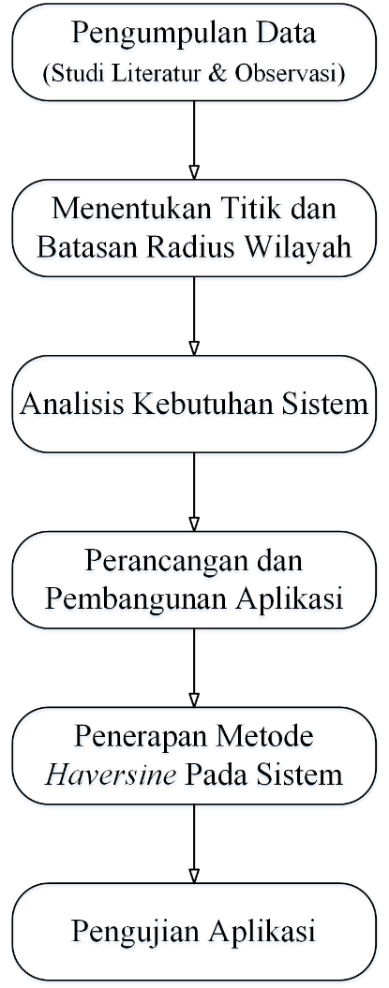 Pengumpulan Data
(Studi Literatur & Observasi)
Menentukan Titik dan
Batasan Radius Wilayah
Analisis Kebutuhan Sistem
Perancangan dan
Pembangunan Aplikasi
Penerapan Metode
Haversine Pada Sistem
Pengujian Aplikasi